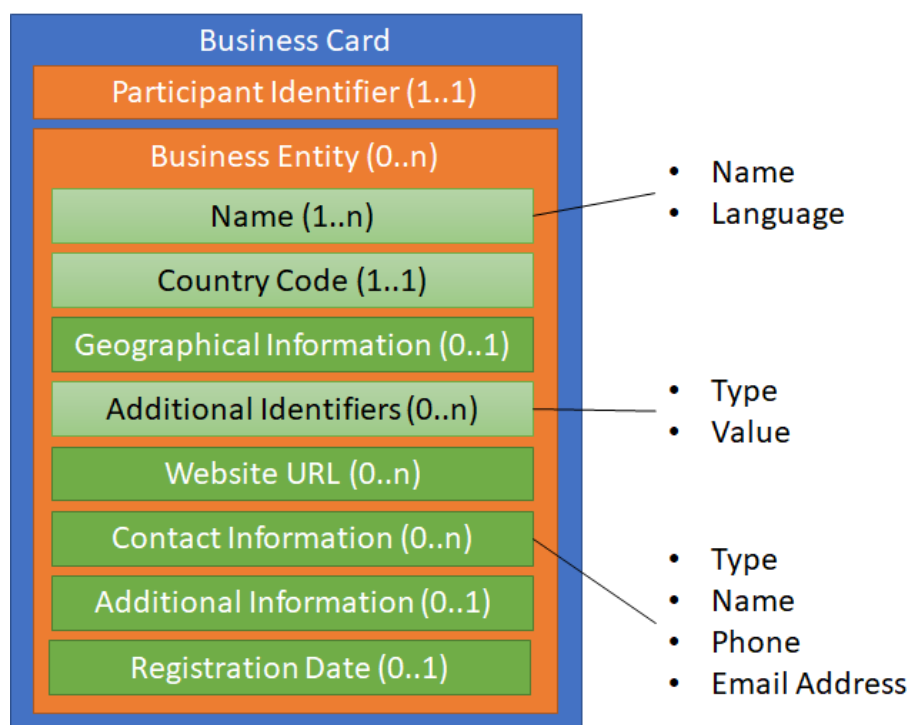 Business Card
Participant Identifier (1..1)
Business Entity (0..n)
Name (1..n)
Country Code (1..1)
Geographical Information (0..1)
Additional Identifiers (0..n)
Website URL (0..n)
Contact Information (0..n)
Additional Information (0..1)
Registration Date (0..1)
• Name
• Language
• Type
• Value
• Type
• Name
• Phone
• Email Address